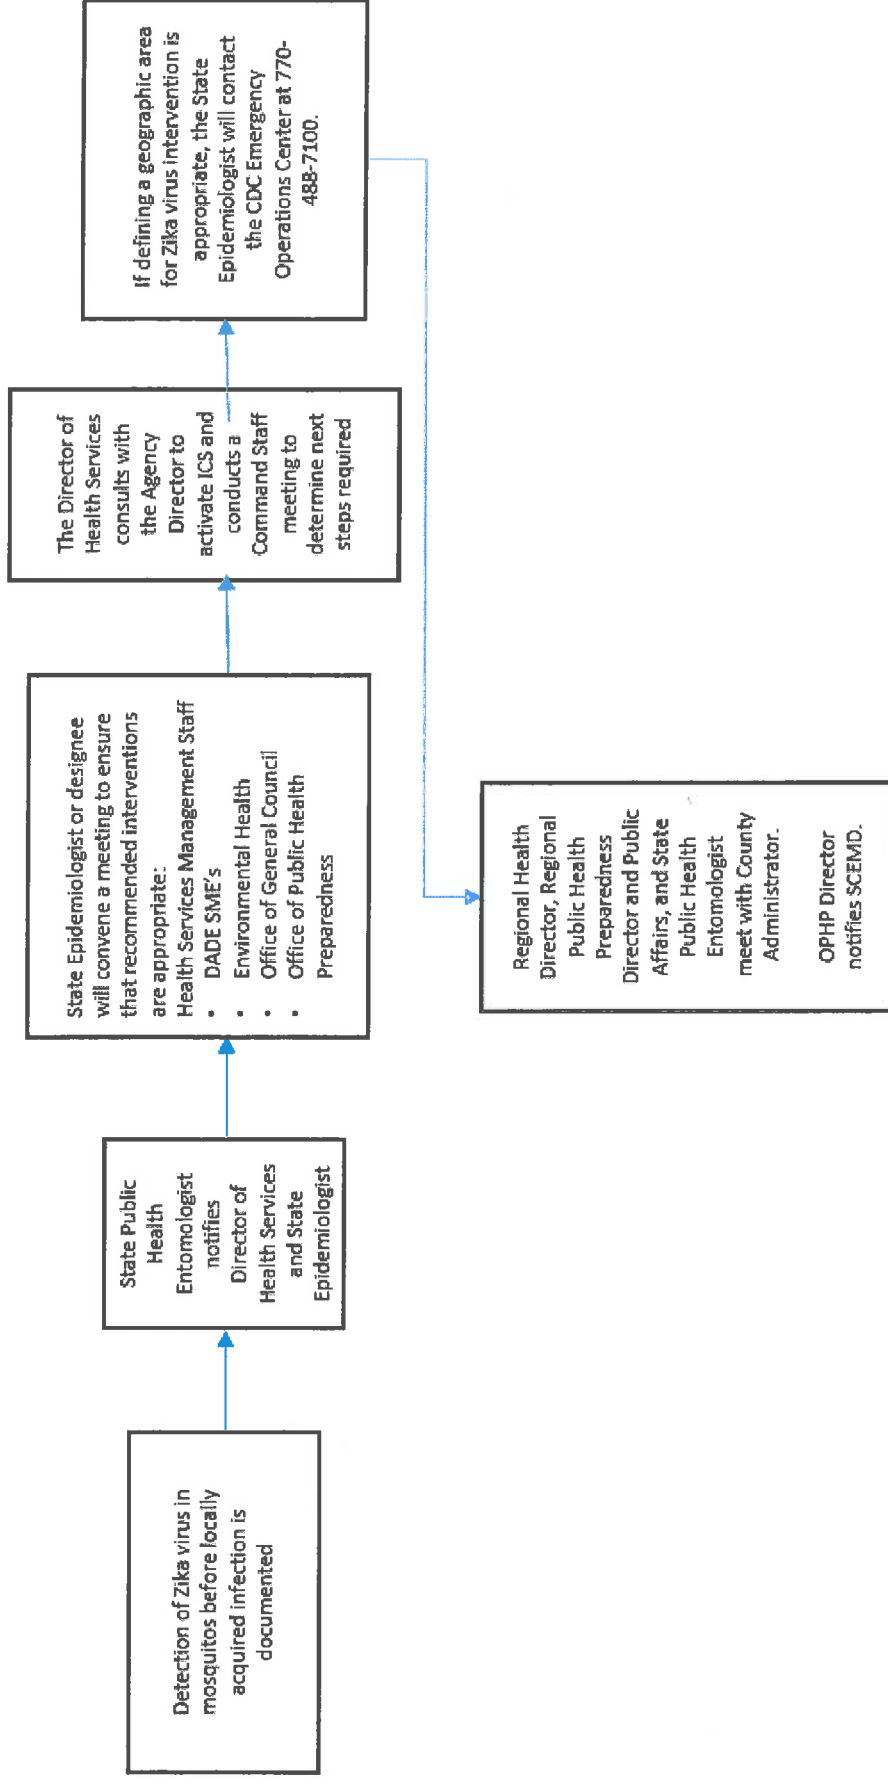 Detection of Zika virus in
mosquitos before locally
acquired infection is
documented
State Public
Health
Entomologist
notifies
Director of
Health Services
and State
Epidemiologist
State Epidemiologist or designee
will convene a meeting to ensure
that recommended interventions
are appropriate:
Health Services Management Staff
• DADE SME's
• Environmental Health
• Office of General Council
• Office of Public Health
Preparedness
The Director of
Health Services
consults with
the Agency
Director to
activate ICS and
conducts a
Command Staff
meeting to
determine next
steps required
If defining a geographic area
for Zika virus intervention is
appropriate, the State
Epidemiologist will contact
the CDC Emergency
Operations Center at 770-
488-7100.
Regional Health
Director, Regional
Public Health
Preparedness
Director and Public
Affairs, and State
Public Health
Entomologist
meet with County
Administrator.
OPHP Director
notifies SCEMD.